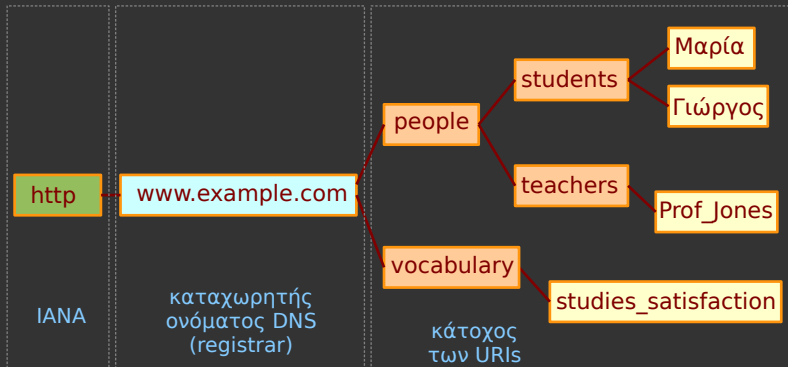 http
www.example.com
people
students
Μαρία
Γιώργος
teachers
Prof_Jones
vocabulary
studies_satisfaction
IANA
καταχωρητής
ονόματος DNS
(registrar)
κάτοχος
των URIs